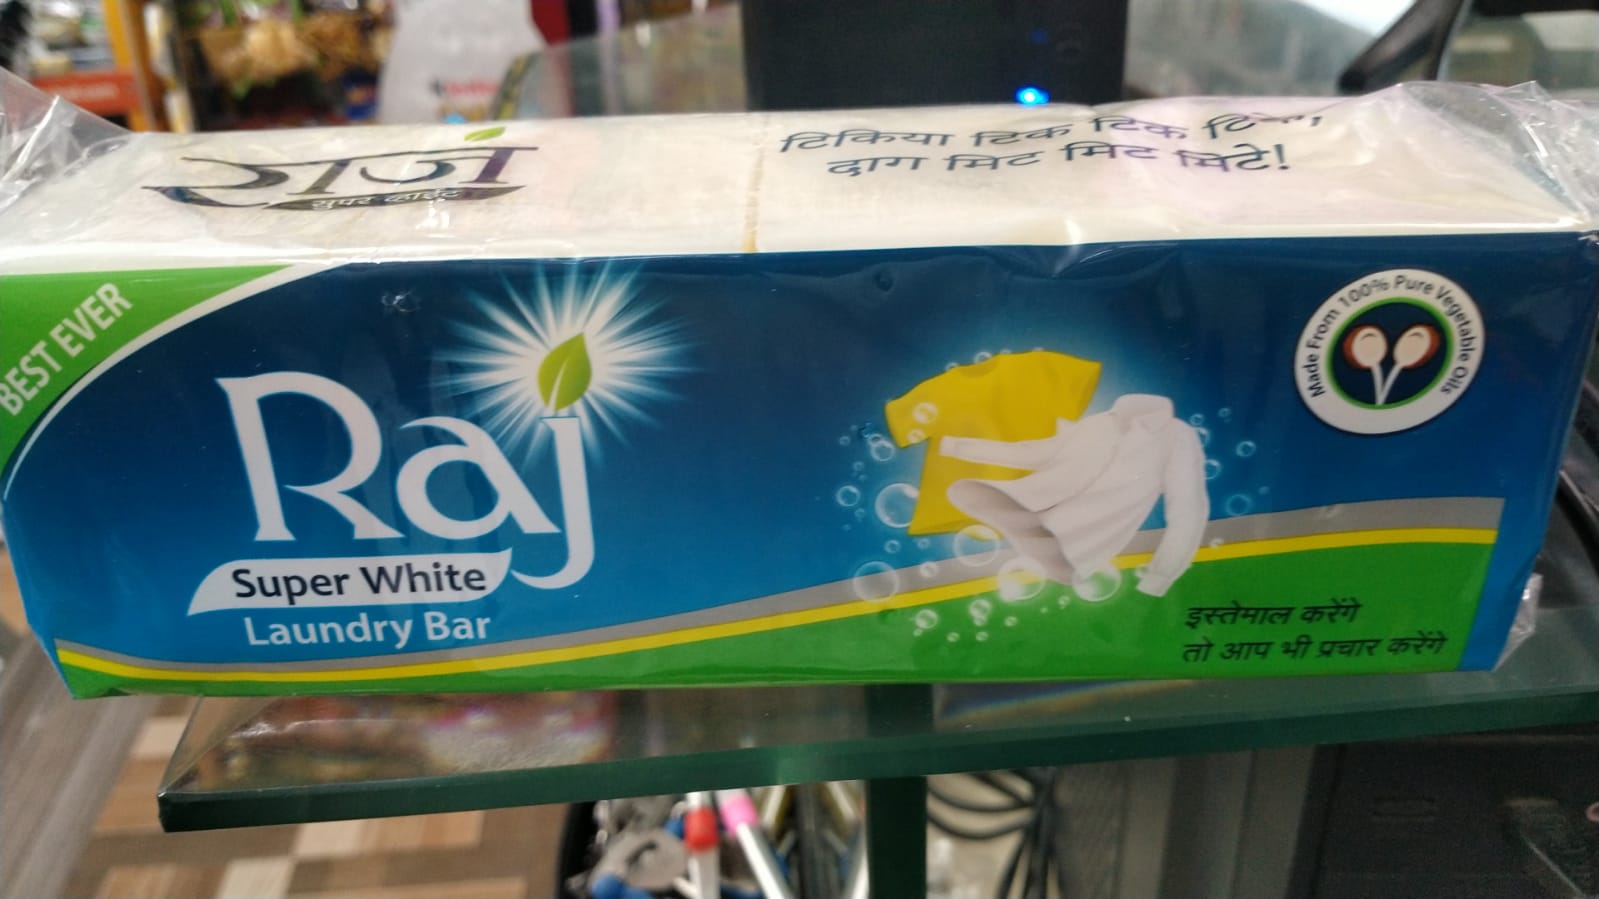 राज
सुपर व्हाईट
टिकिया टिक टिक
दाग मिट मिट मिटे!
BEST EVER
Raj
Super White
Laundry Bar
Made From 100% Pure Vegetable Oils
इस्तेमाल करेंगे
तो आप भी प्रचार करेंगे